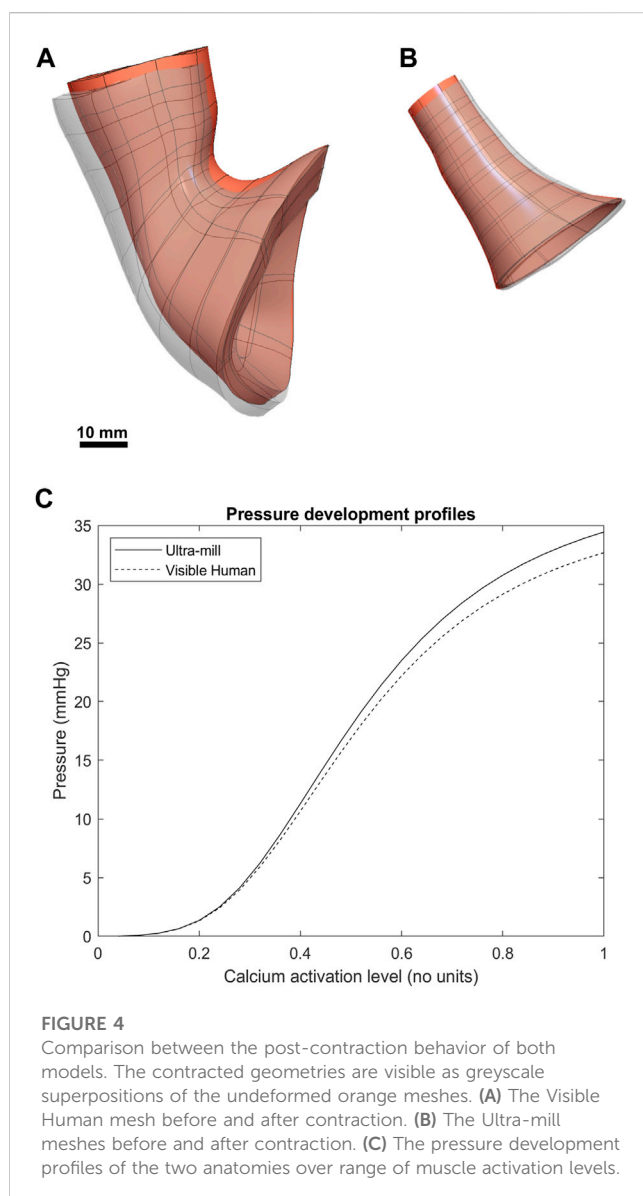 A
B
10 mm
C
Pressure development profiles
35
30
25
20
15
10
5
0
Pressure (mmHg)
Ultra-mill
Visible Human
0
0.2
0.4
0.6
0.8
1
Calcium activation level (no units)
FIGURE 4
Comparison between the post-contraction behavior of both
models. The contracted geometries are visible as greyscale
superpositions of the undeformed orange meshes. (A) The Visible
Human mesh before and after contraction. (B) The Ultra-mill
meshes before and after contraction. (C) The pressure development
profiles of the two anatomies over range of muscle activation levels.